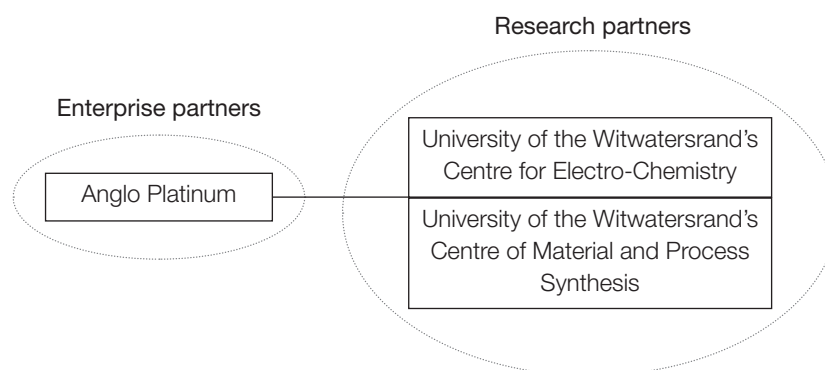 Research partners
Enterprise partners
Anglo Platinum
University of the Witwatersrand’s
Centre for Electro-Chemistry
University of the Witwatersrand’s
Centre of Material and Process
Synthesis